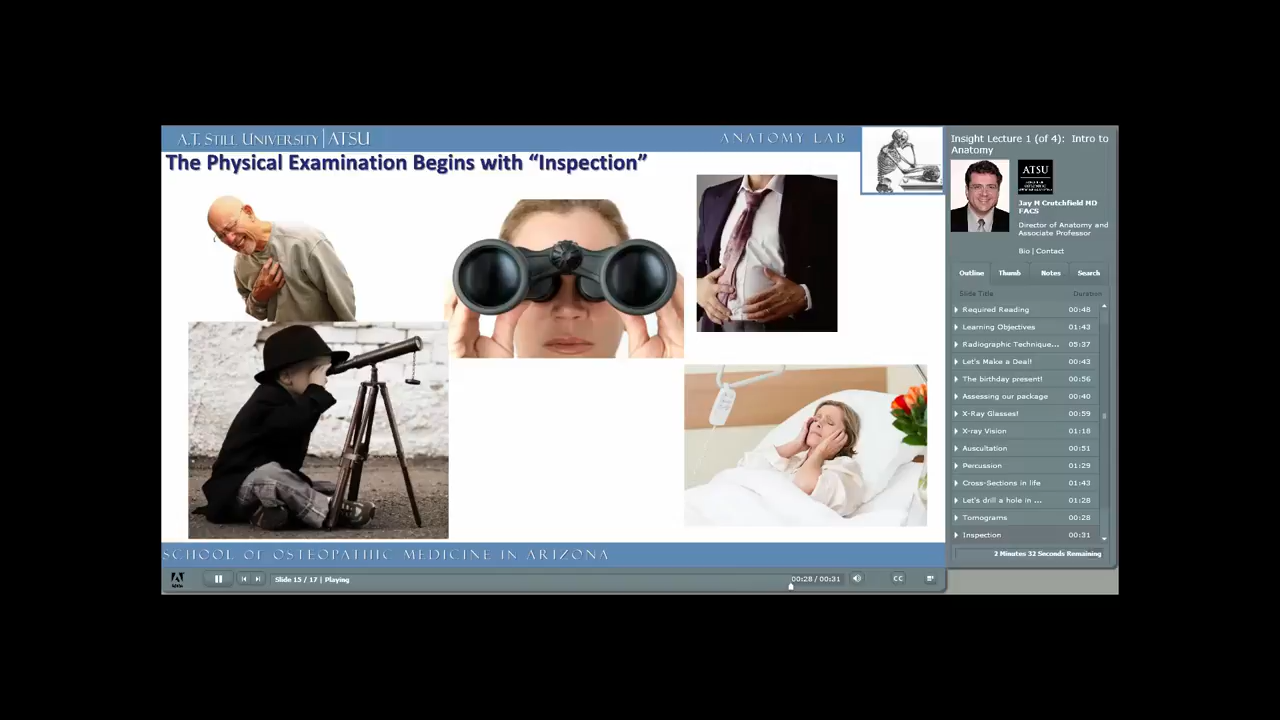 A.T. STILL UNIVERSITY | ATSU
ANATOMY LAB
The Physical Examination Begins with “Inspection”
SCHOOL OF OSTEOPATHIC MEDICINE IN ARIZONA
Slide 15 / 17 | Playing
00:28 / 00:31
CC
Insight Lecture 1 (of 4): Intro to
Anatomy
ATSU
Jay M Crutchfield MD
FACS
Director of Anatomy and
Associate Professor
Bio | Contact
Outline Thumb Notes Search
Slide Title Duration
Required Reading 00:48
Learning Objectives 01:43
Radiographic Technique... 05:37
Let's Make a Deal! 00:43
The birthday present! 00:56
Assessing our package 00:40
X-Ray Glasses! 00:59
X-ray Vision 01:18
Auscultation 00:51
Percussion 01:29
Cross-Sections in life 01:43
Let's drill a hole in ... 01:28
Tomograms 00:28
Inspection 00:31
2 Minutes 32 Seconds Remaining